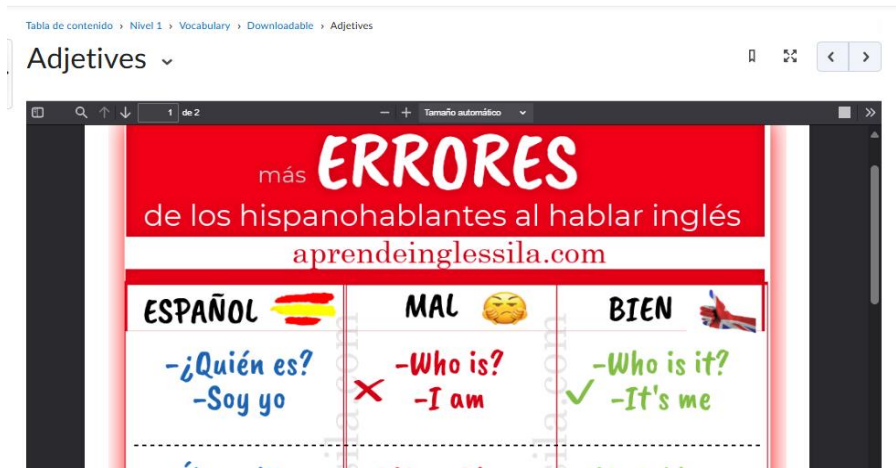 Tabla de contenido › Nivel 1 › Vocabulary › Downloadable › Adjetives
Adjetives
1 de 2 − + Tamaño automático
más ERRORES
de los hispanohablantes al hablar inglés
aprendeinglessila.com
ESPAÑOL MAL BIEN
-¿Quién es? -Who is? -Who is it?
-Soy yo -I am -It's me